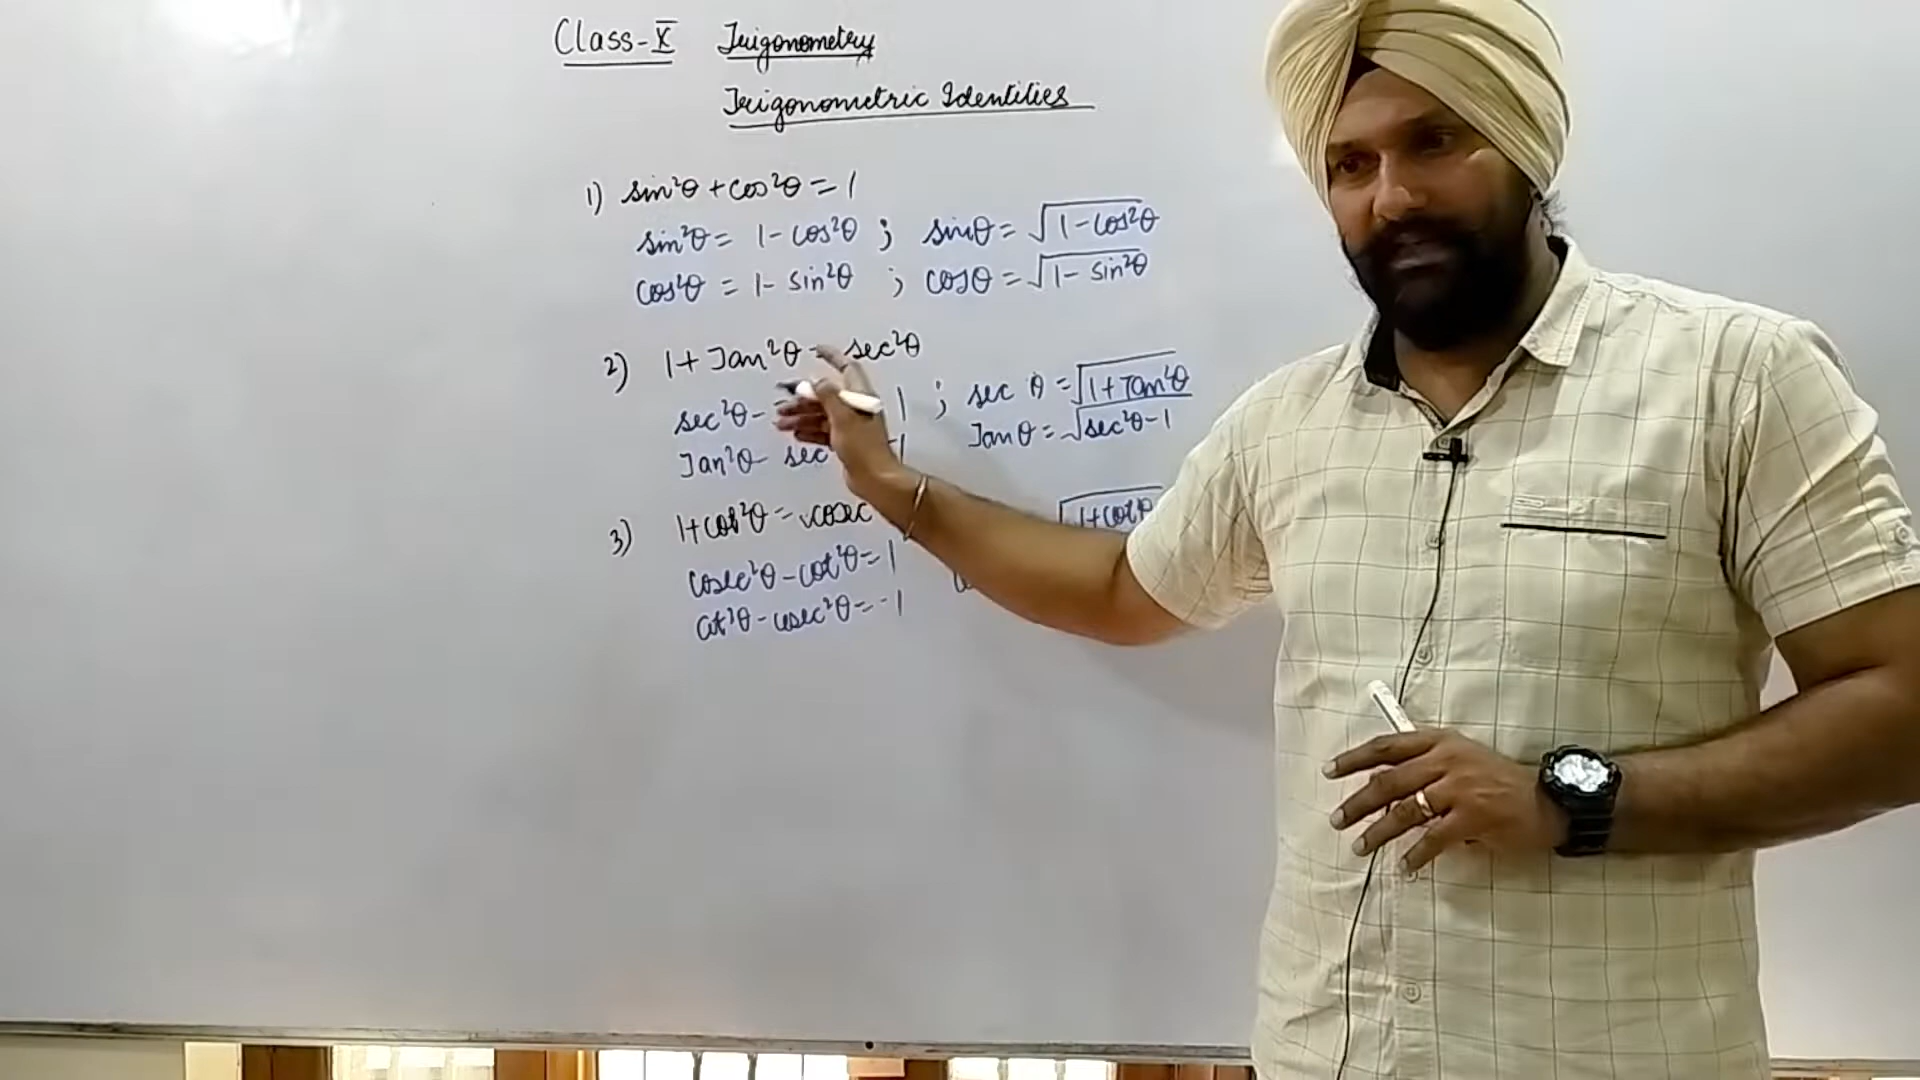 Class-X Trigonometry
Trigonometric Identities
1) sin²θ + cos²θ = 1
sin²θ = 1 - cos²θ ; sinθ = √1-cos²θ
cos²θ = 1 - sin²θ ; cosθ = √1- sin²θ
2) 1 + Tan²θ = sec²θ
sec²θ - 1 ; sec θ = √1+Tan²θ
Tan²θ - sec 1 Tanθ = √sec²θ-1
3) 1+cot²θ = cosec √1+cot²θ
cosec²θ - cot²θ = 1
cot²θ - cosec²θ = -1